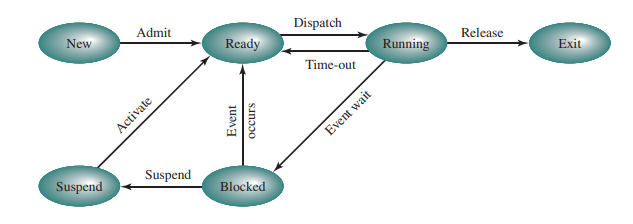 Dispatch
Admit
Release
New
Ready
Running
Exit
Time-out
Activate
Event
occurs
Event wait
Suspend
Suspend
Blocked